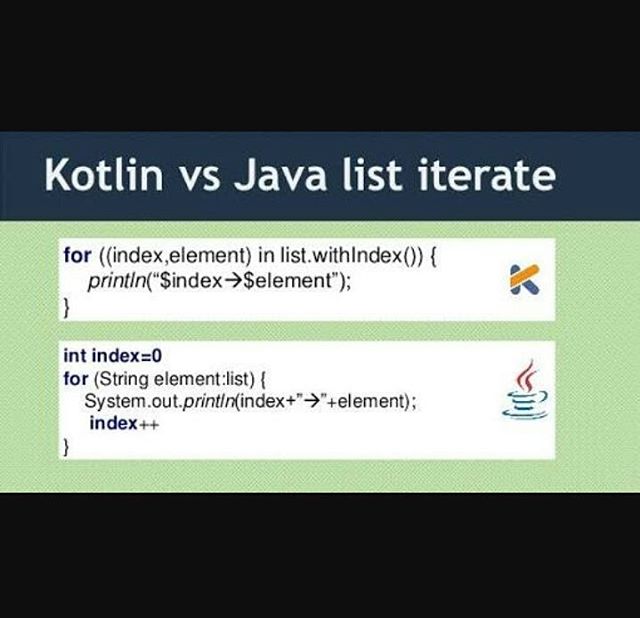 Kotlin vs Java list iterate
for ((index,element) in list.withIndex()) {
println(“$index→$element”);
}
int index=0
for (String element:list) {
System.out.println(index+”→”+element);
index++
}